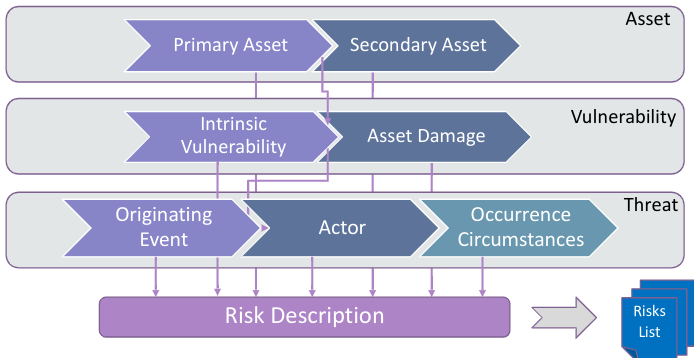 Asset
Primary Asset
Secondary Asset
Vulnerability
Intrinsic
Vulnerability
Asset Damage
Threat
Originating
Event
Actor
Occurrence
Circumstances
Risk Description
Risks
List